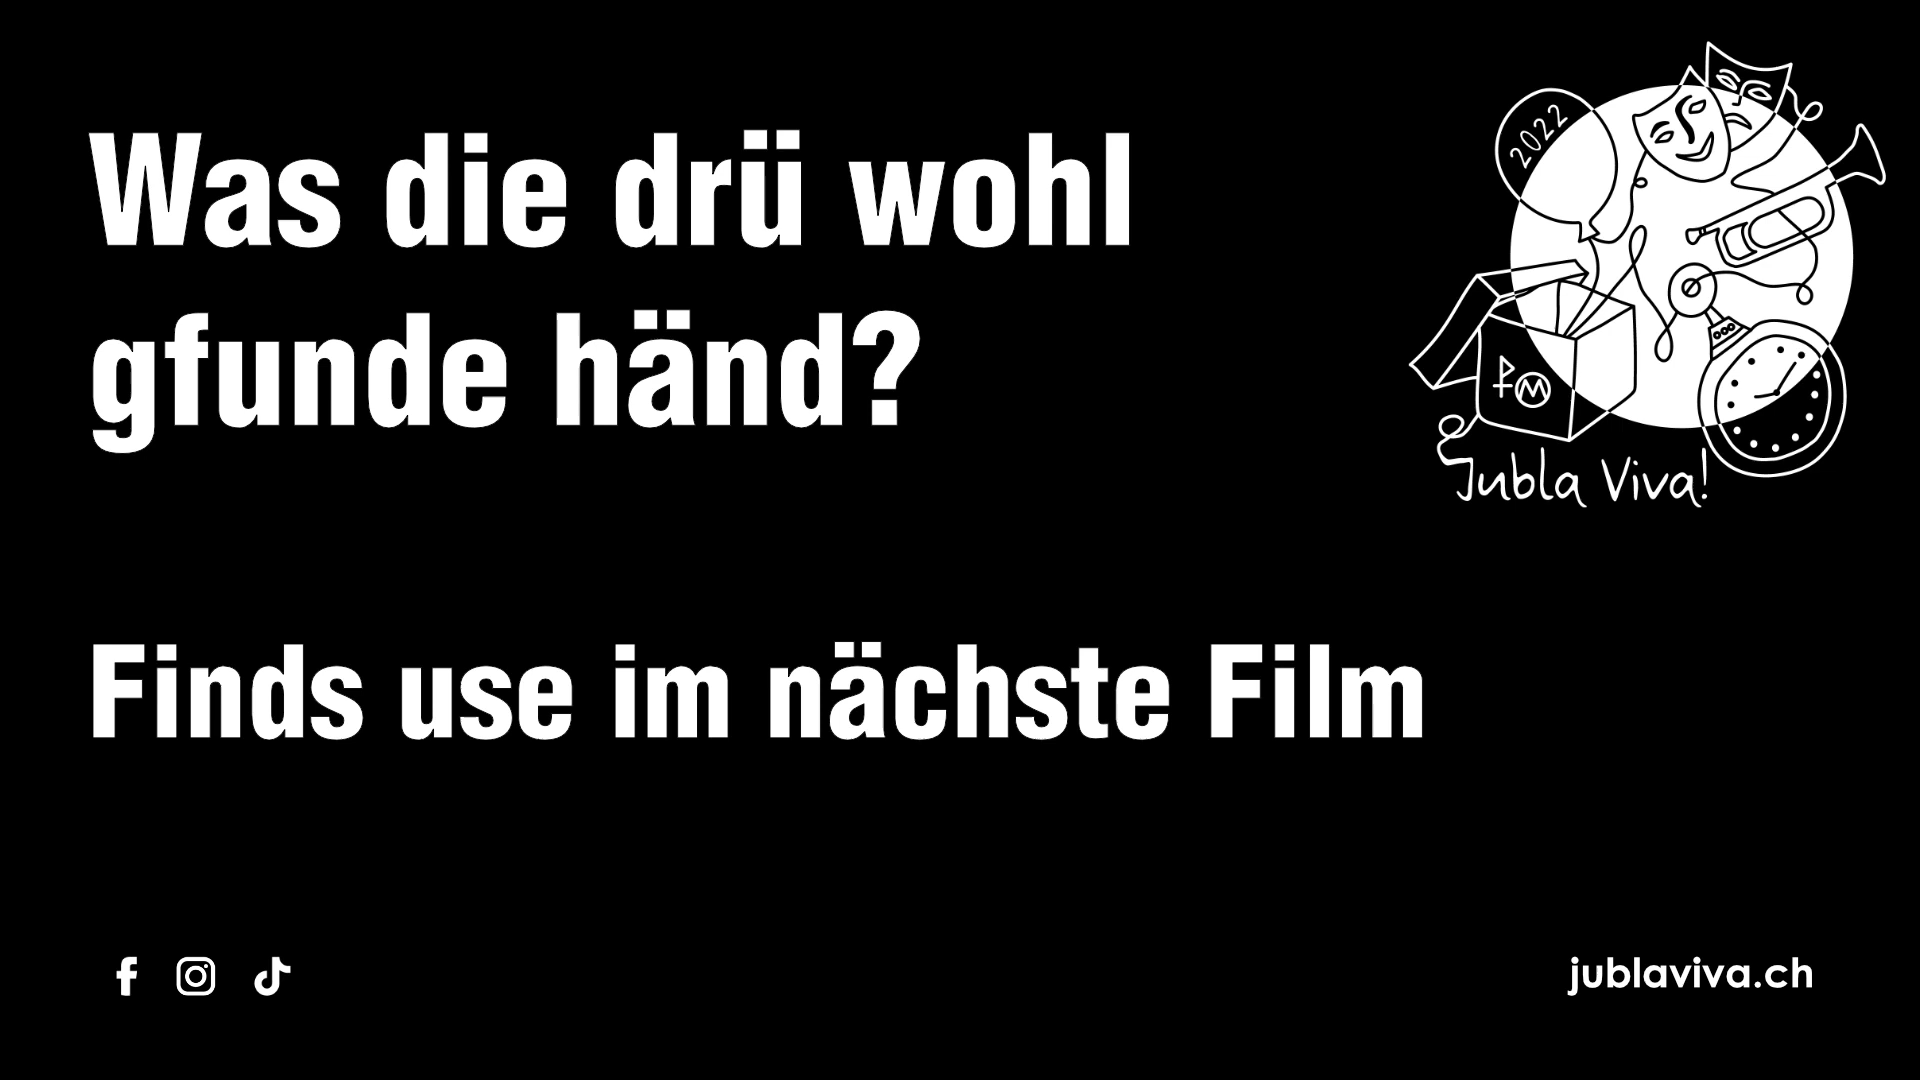 Was die drü wohl
gfunde händ?
2022
Jubla Viva!
Finds use im nächste Film
jublaviva.ch